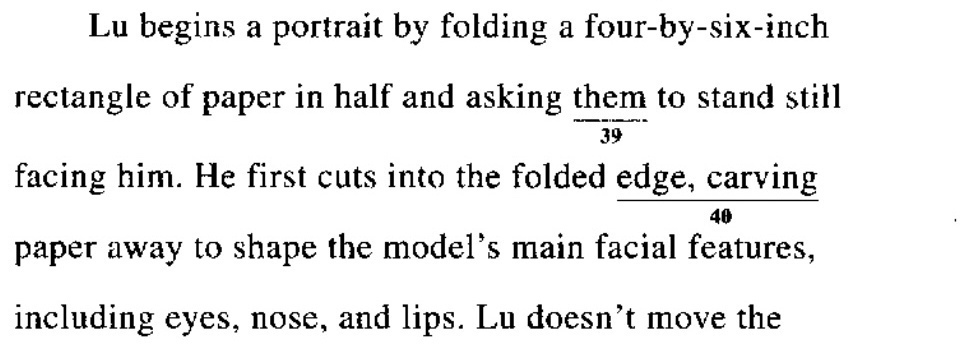 Lu begins a portrait by folding a four-by-six-inch
rectangle of paper in half and asking them to stand still
39
facing him. He first cuts into the folded edge, carving
40
paper away to shape the model's main facial features,
including eyes, nose, and lips. Lu doesn't move the